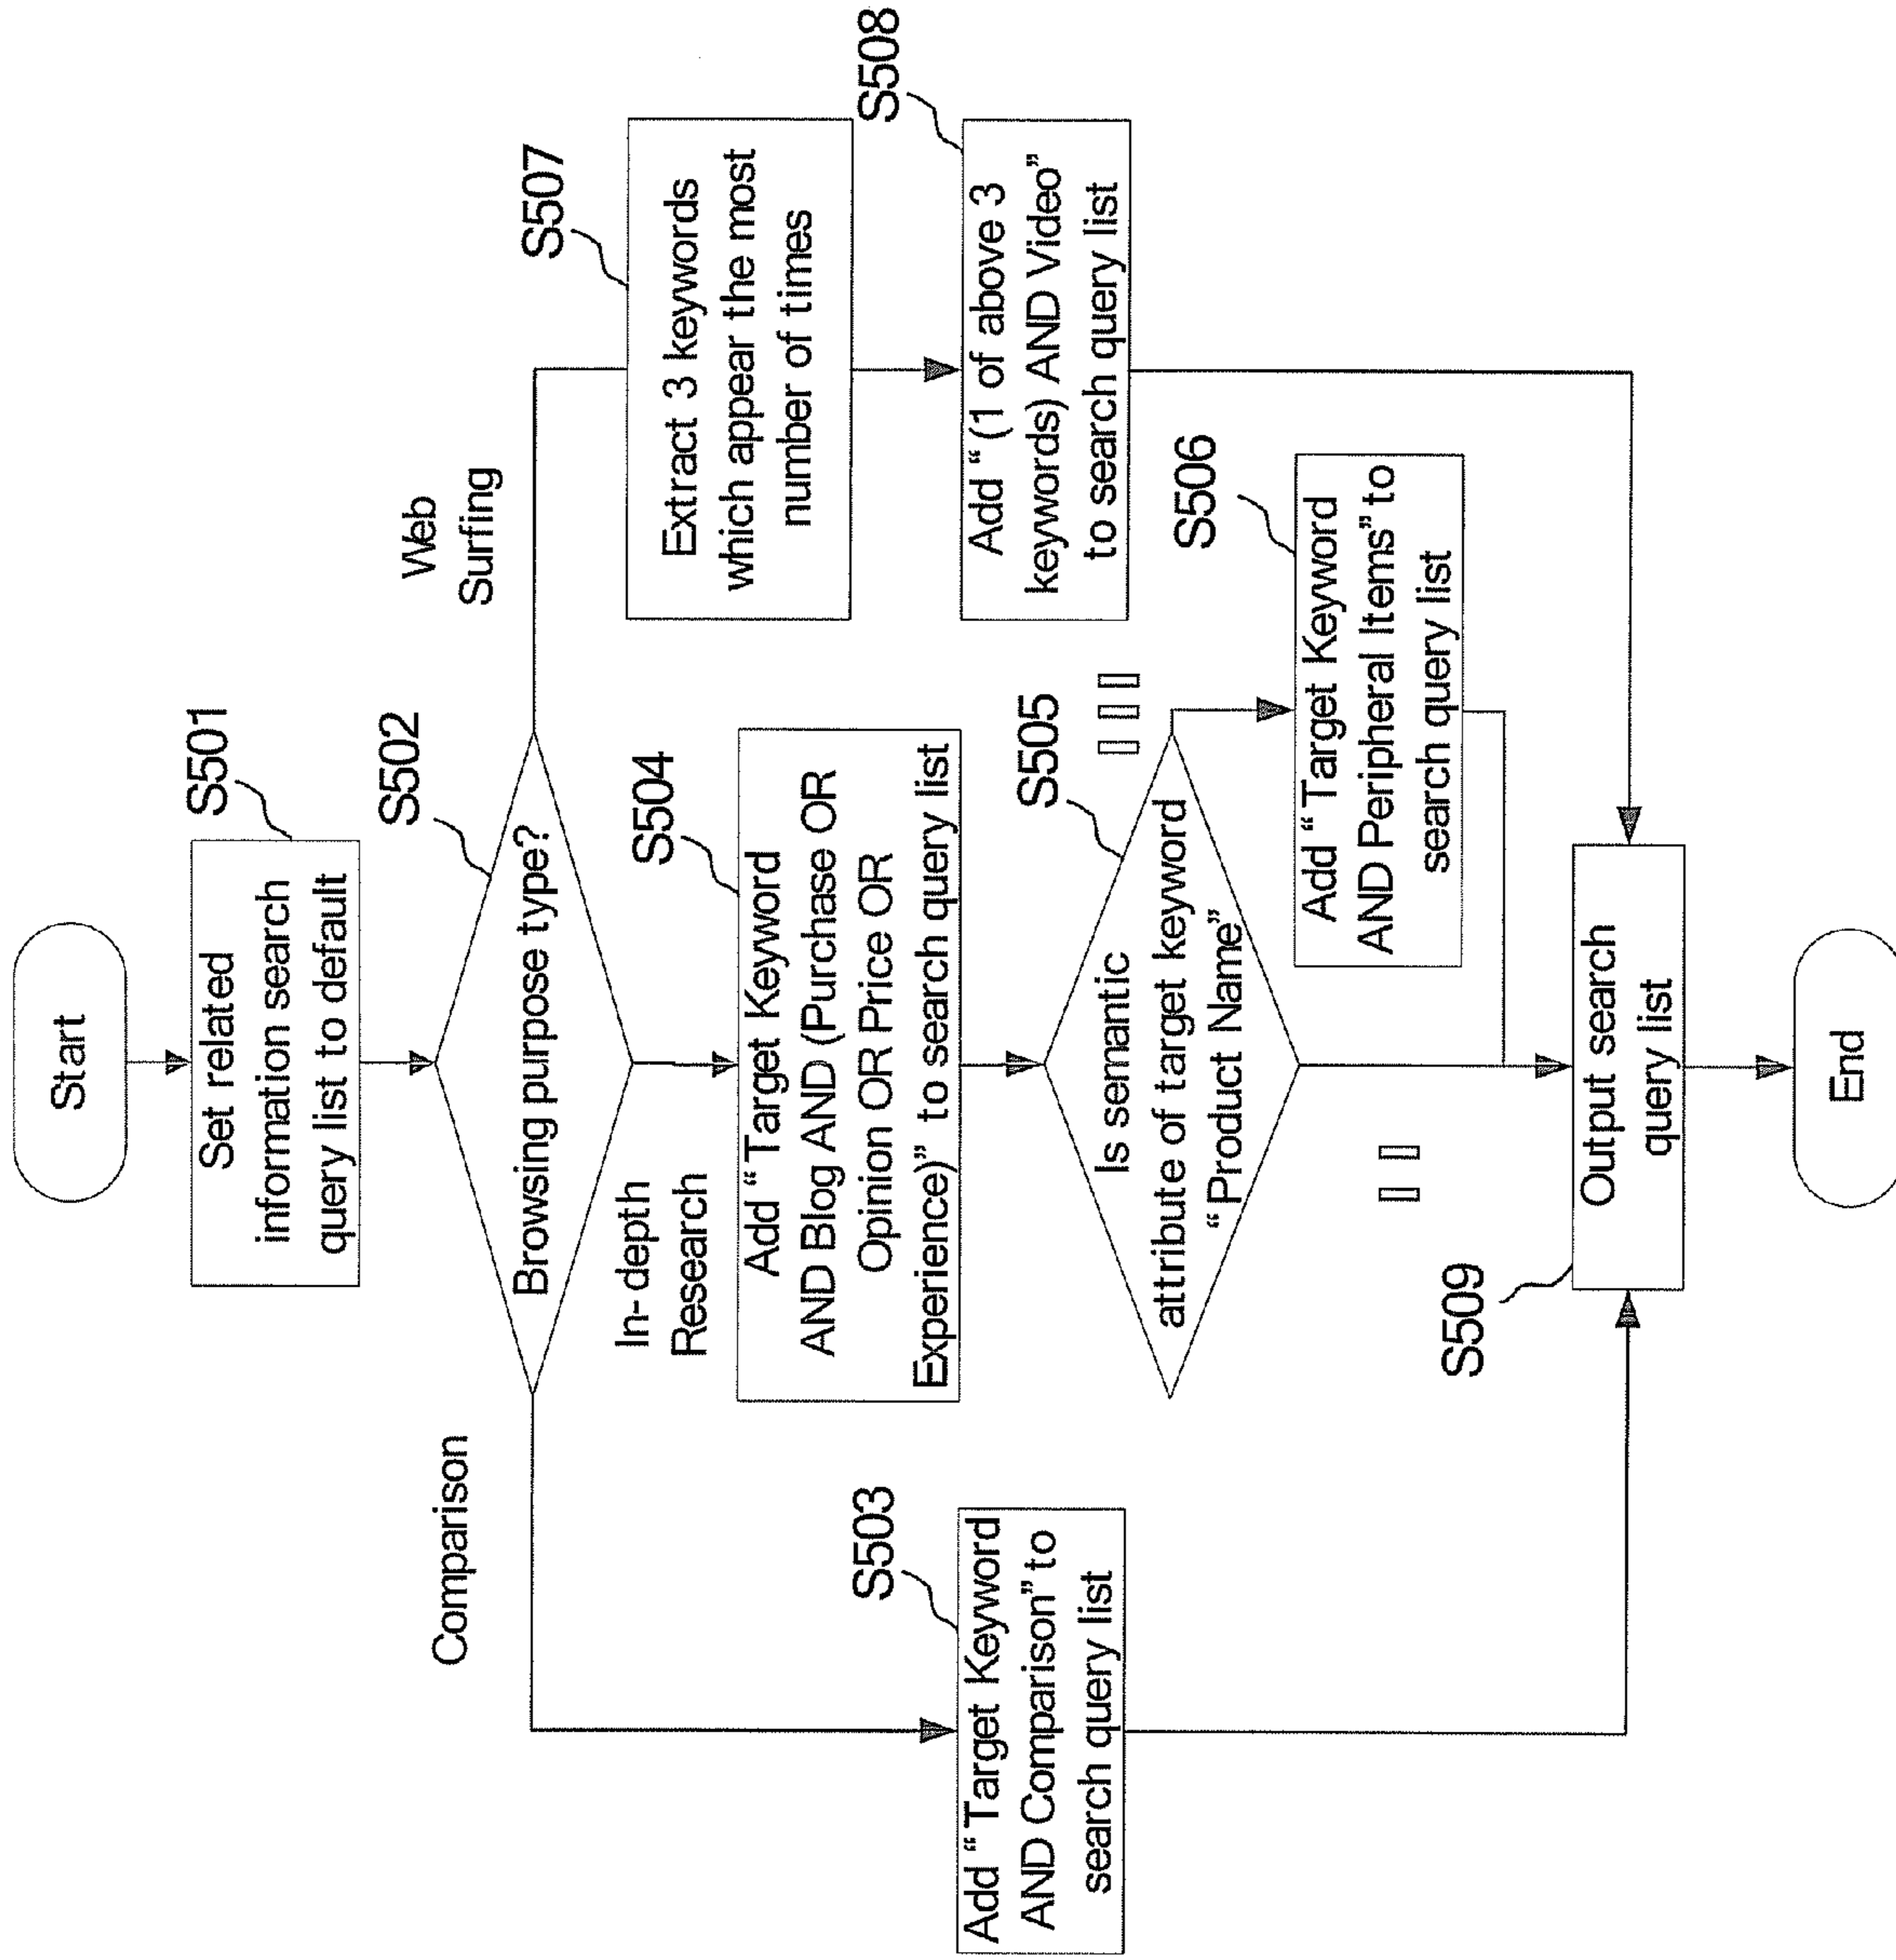 Start
S501
Set related
information search
query list to default
S502
Browsing purpose type?
Comparison
In-depth
Research
Web
Surfing
S503
Add “Target Keyword
AND Comparison” to
search query list
S504
Add “Target Keyword
AND Blog AND (Purchase OR
Opinion OR Price OR
Experience)” to search query list
S507
Extract 3 keywords
which appear the most
number of times
S508
Add “(1 of above 3
keywords) AND Video”
to search query list
S505
Is semantic
attribute of target keyword
“Product Name”
▯▯▯
▯▯
S506
Add “Target Keyword
AND Peripheral Items” to
search query list
S509
Output search
query list
End